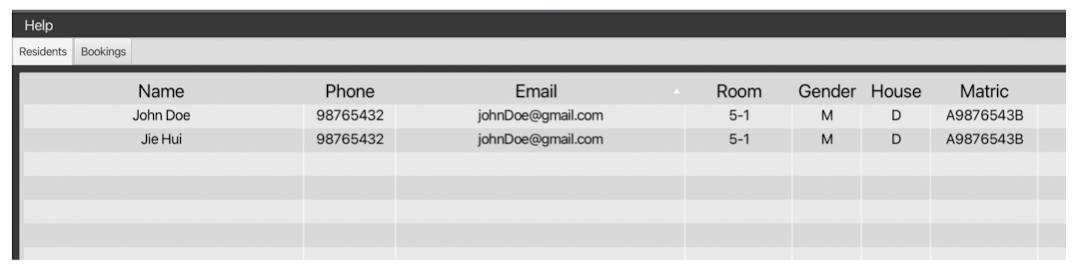 Help
Residents Bookings
Name Phone Email Room Gender House Matric
John Doe 98765432 johnDoe@gmail.com 5-1 M D A9876543B
Jie Hui 98765432 johnDoe@gmail.com 5-1 M D A9876543B